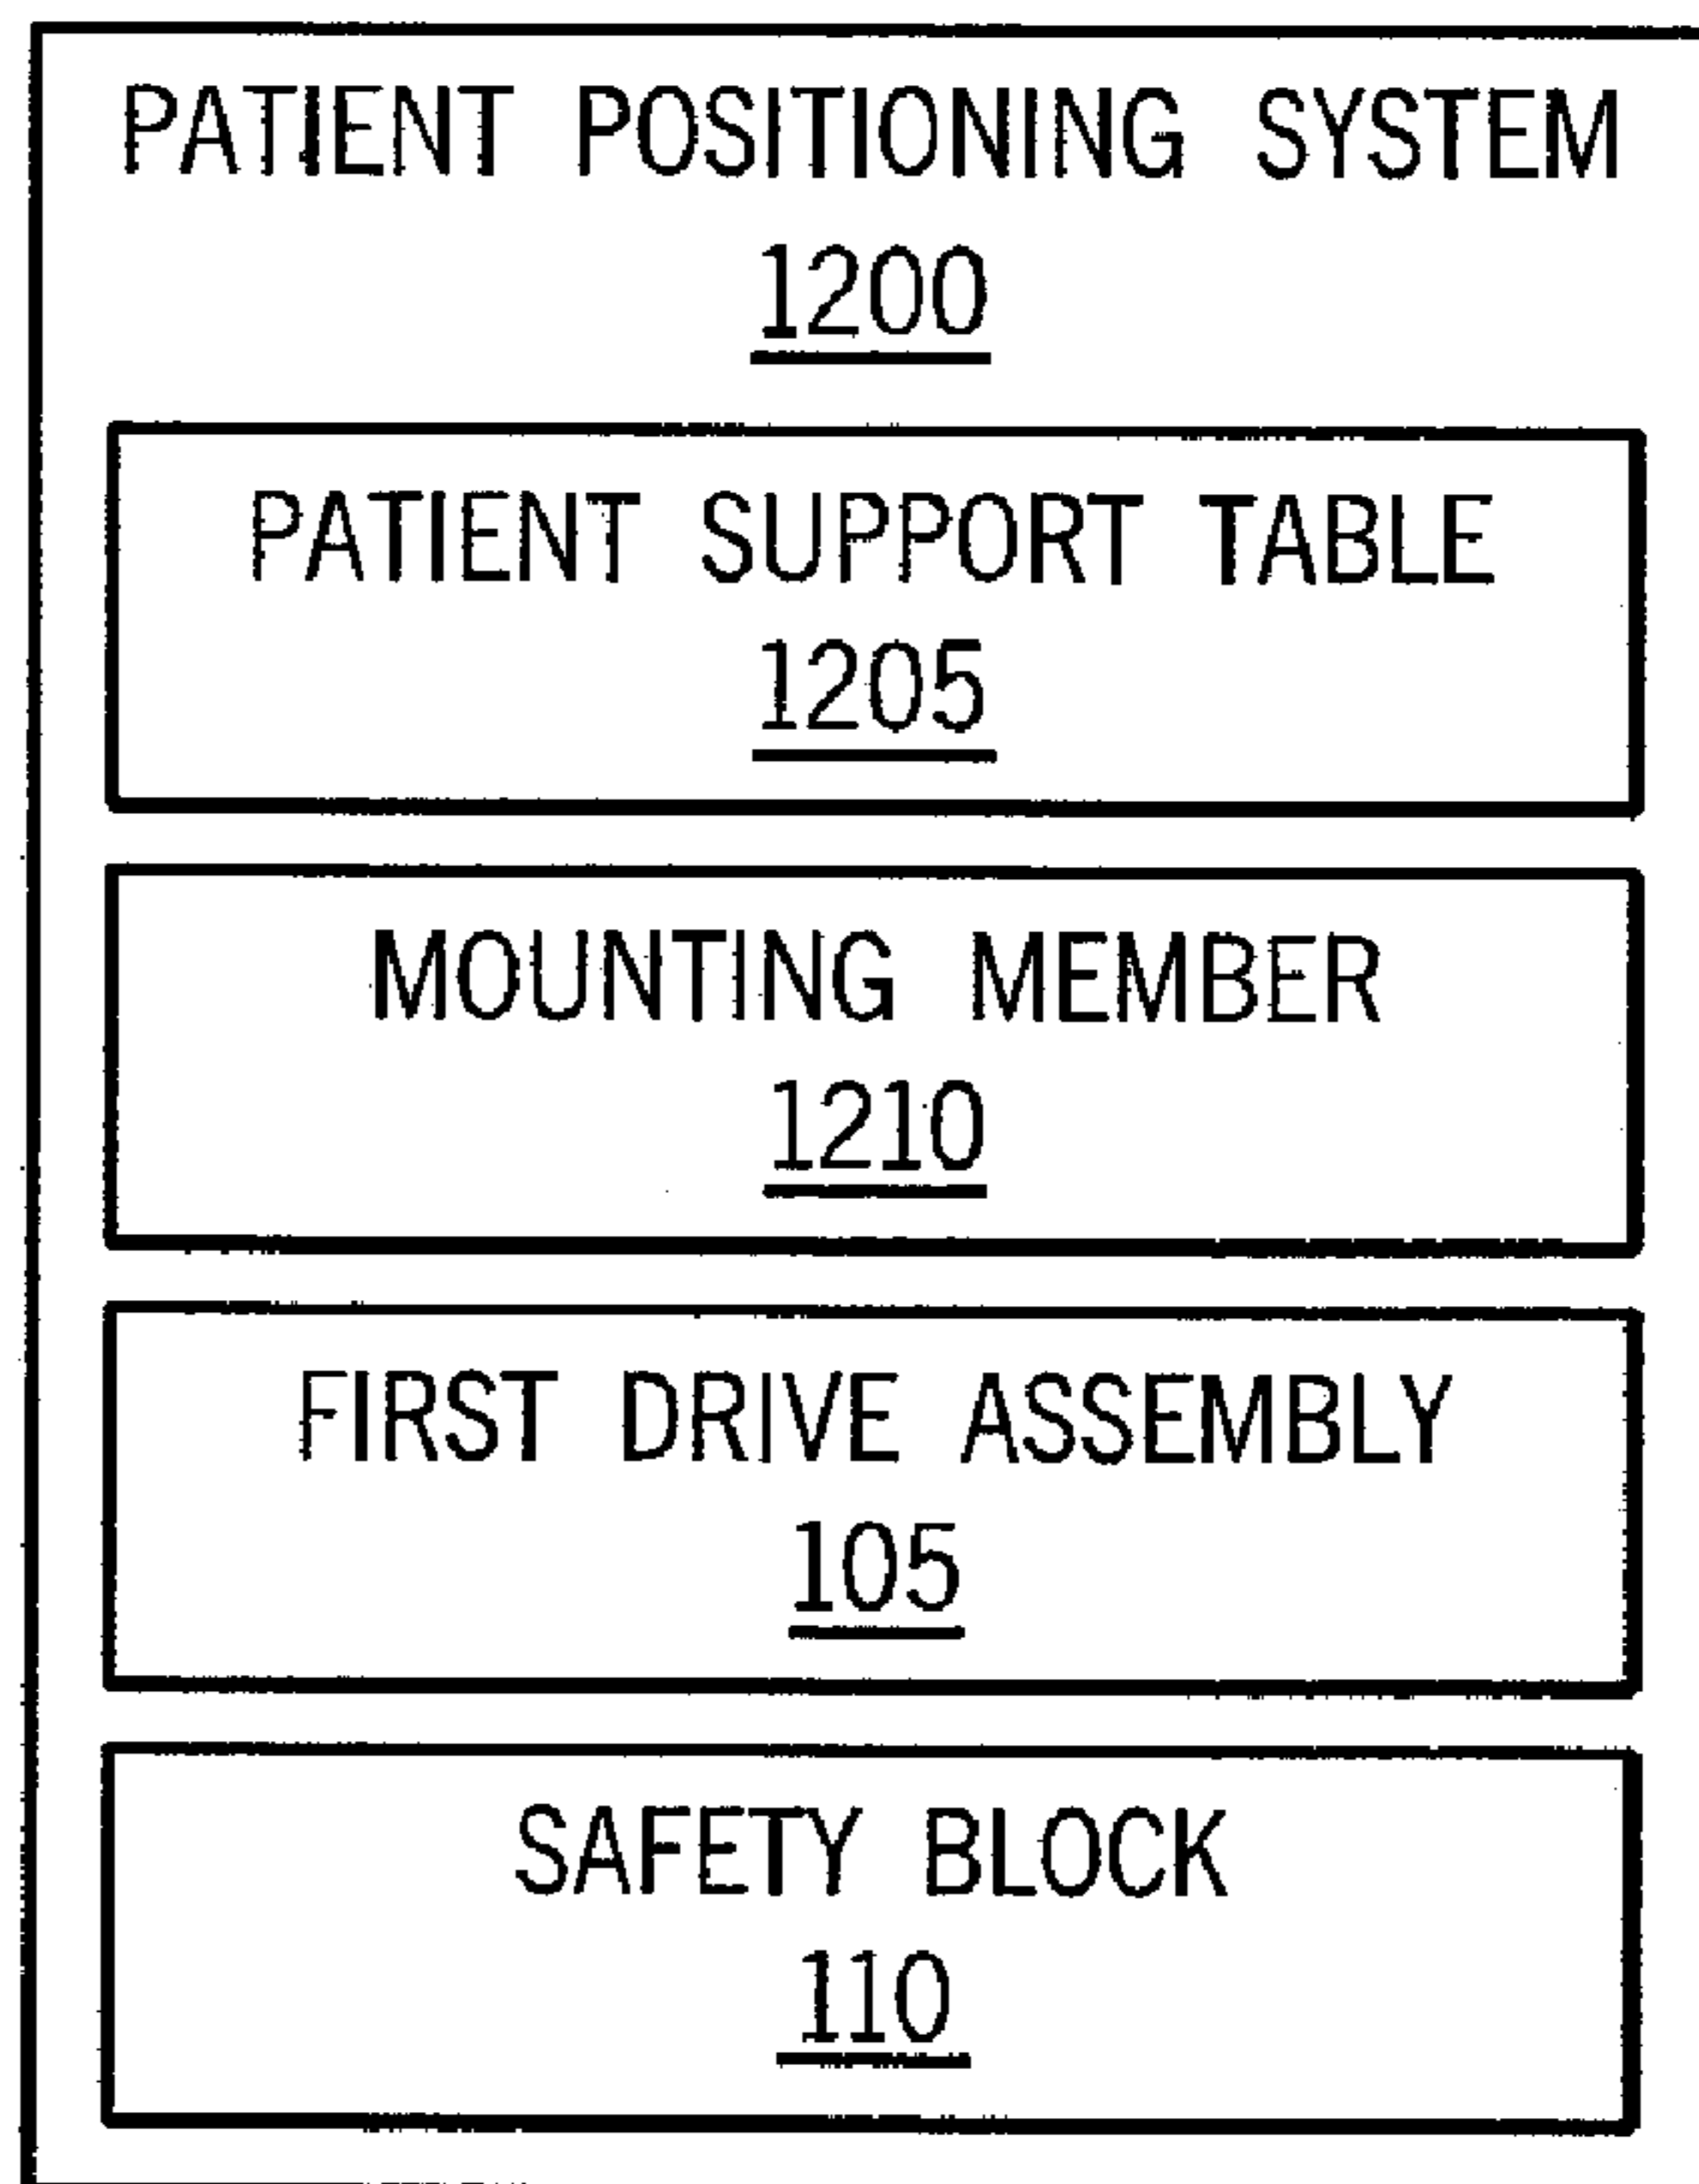 PATIENT POSITIONING SYSTEM
1200
PATIENT SUPPORT TABLE
1205
MOUNTING MEMBER
1210
FIRST DRIVE ASSEMBLY
105
SAFETY BLOCK
110